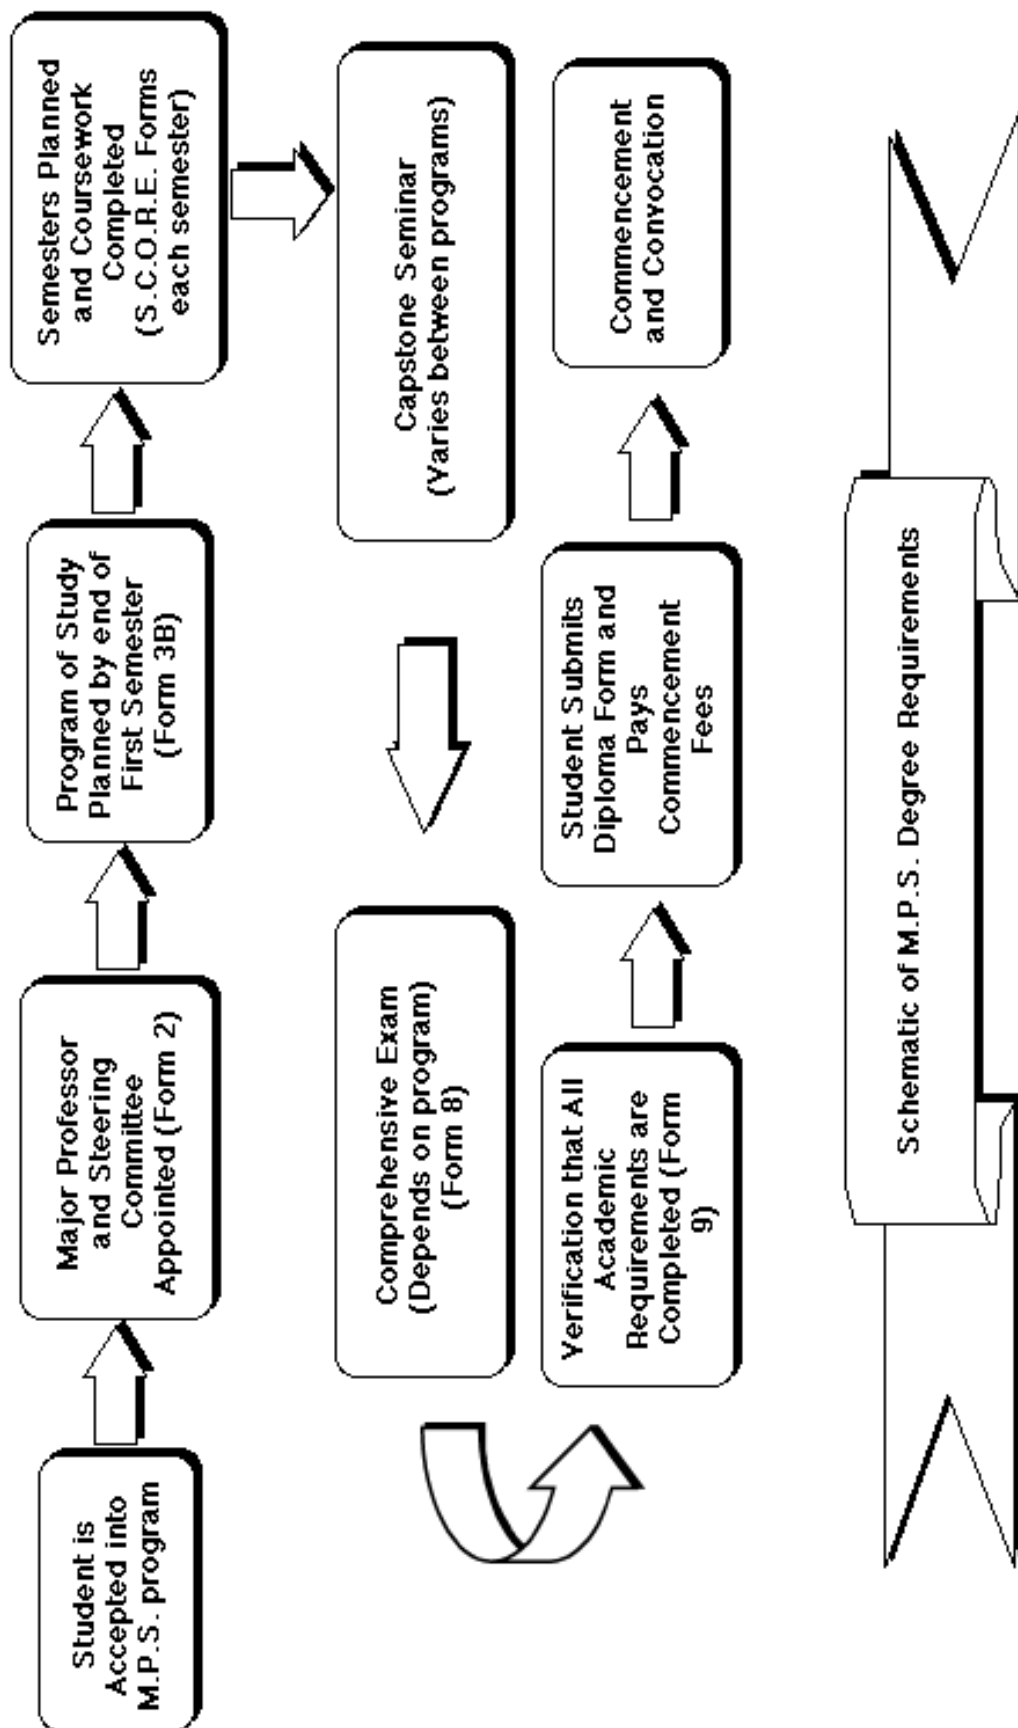 Student is
Accepted into
M.P.S. program
Major Professor
and Steering
Committee
Appointed (Form 2)
Program of Study
Planned by end of
First Semester
(Form 3B)
Semesters Planned
and Coursework
Completed
(S.C.O.R.E. Forms
each semester)
Capstone Seminar
(Varies between programs)
Comprehensive Exam
(Depends on program)
(Form 8)
Verification that All
Academic
Requirements are
Completed (Form
9)
Student Submits
Diploma Form and
Pays
Commencement
Fees
Commencement
and Convocation
Schematic of M.P.S. Degree Requirements